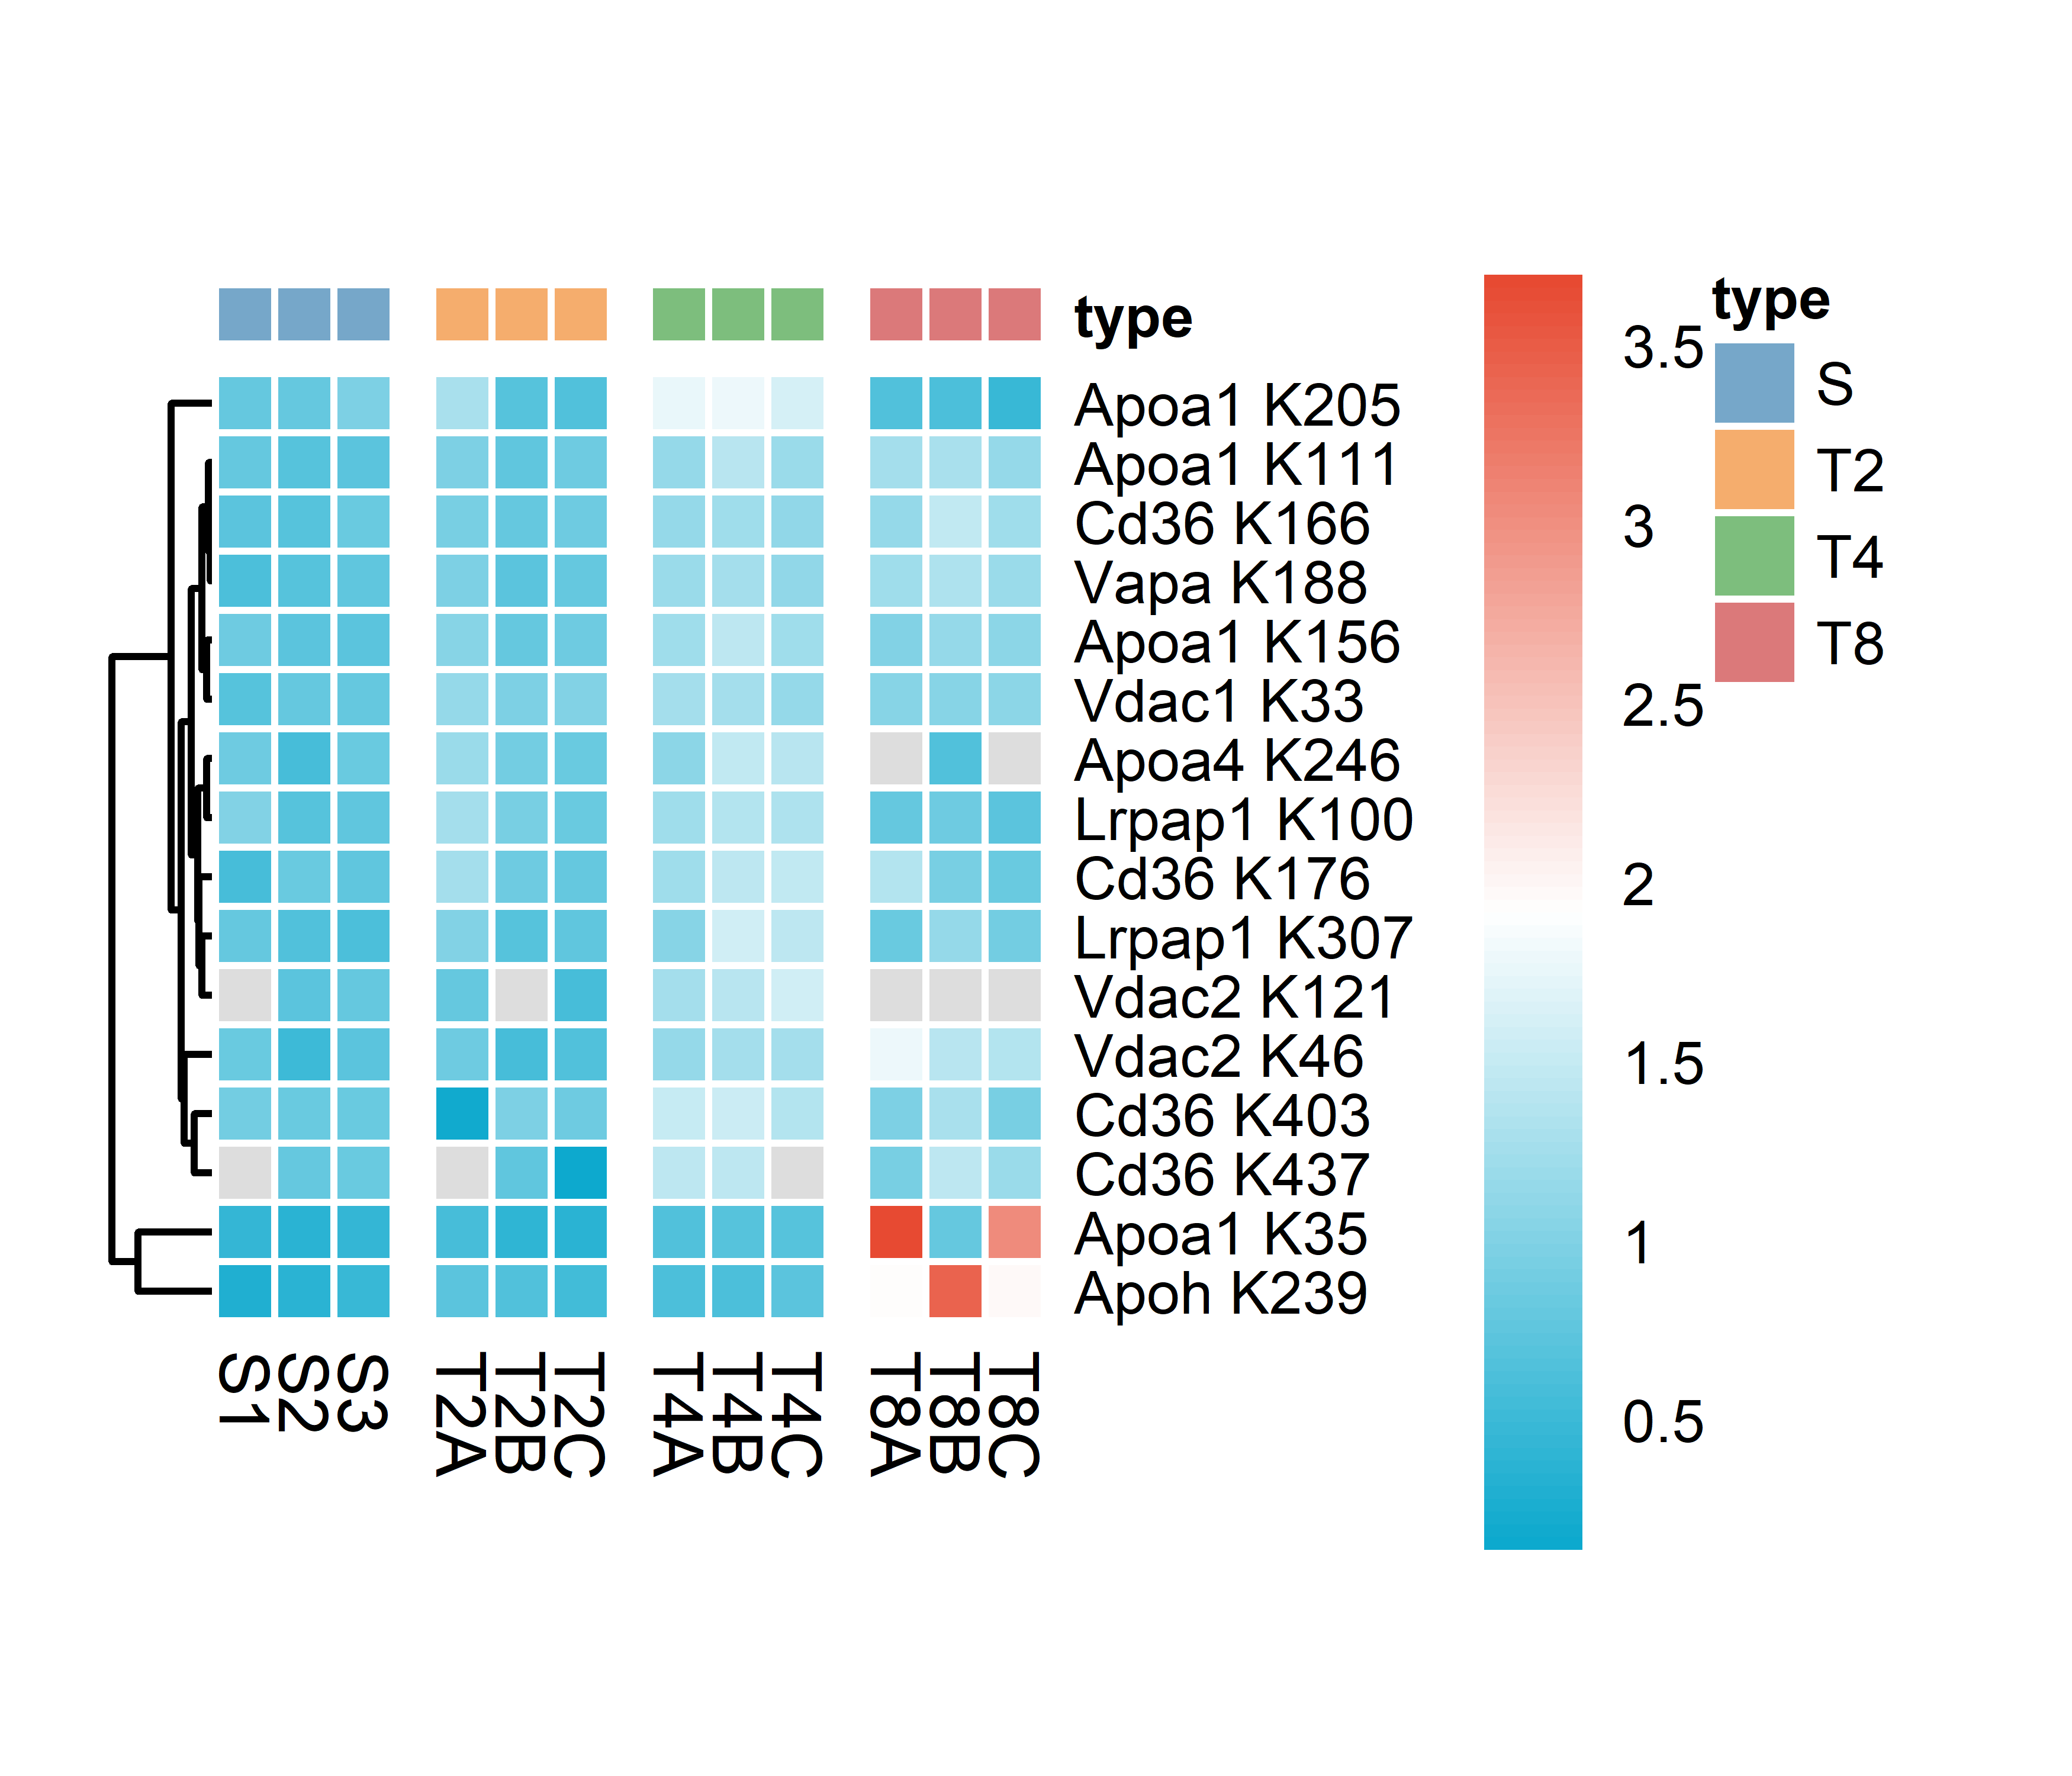 type
Apoa1 K205
Apoa1 K111
Cd36 K166
Vapa K188
Apoa1 K156
Vdac1 K33
Apoa4 K246
Lrpap1 K100
Cd36 K176
Lrpap1 K307
Vdac2 K121
Vdac2 K46
Cd36 K403
Cd36 K437
Apoa1 K35
Apoh K239
S1
S2
S3
T2A
T2B
T2C
T4A
T4B
T4C
T8A
T8B
T8C
3.5
3
2.5
2
1.5
1
0.5
type
S
T2
T4
T8